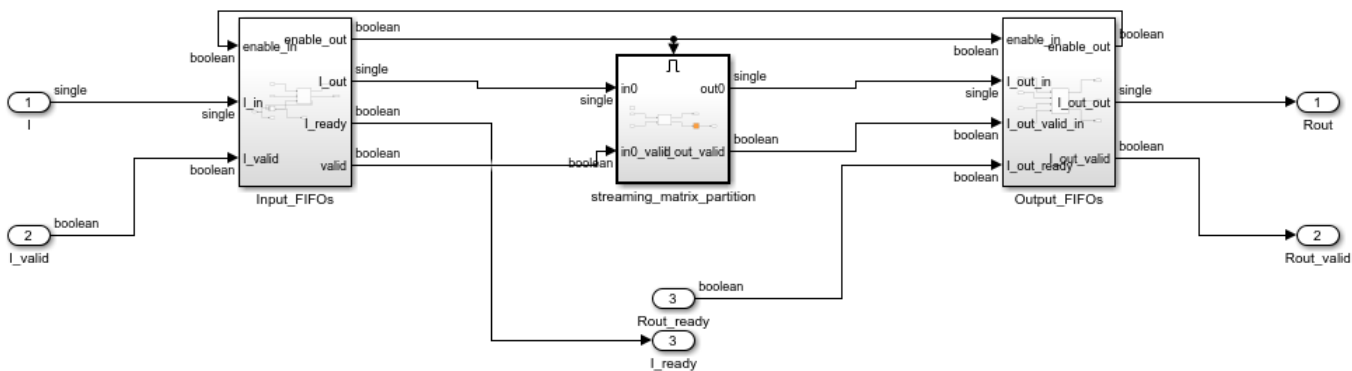 boolean
enable_in
boolean
enable_out
boolean
single
1
I
single
I_in
single
I_out
boolean
I_ready
I_valid
boolean
boolean
valid
Input_FIFOs
2
I_valid
boolean
single
in0
single
out0
boolean
in0_valid
boolean
I_out_valid
streaming_matrix_partition
boolean
3
Rout_ready
3
I_ready
enable_in
boolean
enable_out
boolean
I_out_in
single
single
I_out_out
I_out_valid_in
boolean
boolean
I_out_valid
I_out_ready
boolean
Output_FIFOs
1
Rout
2
Rout_valid